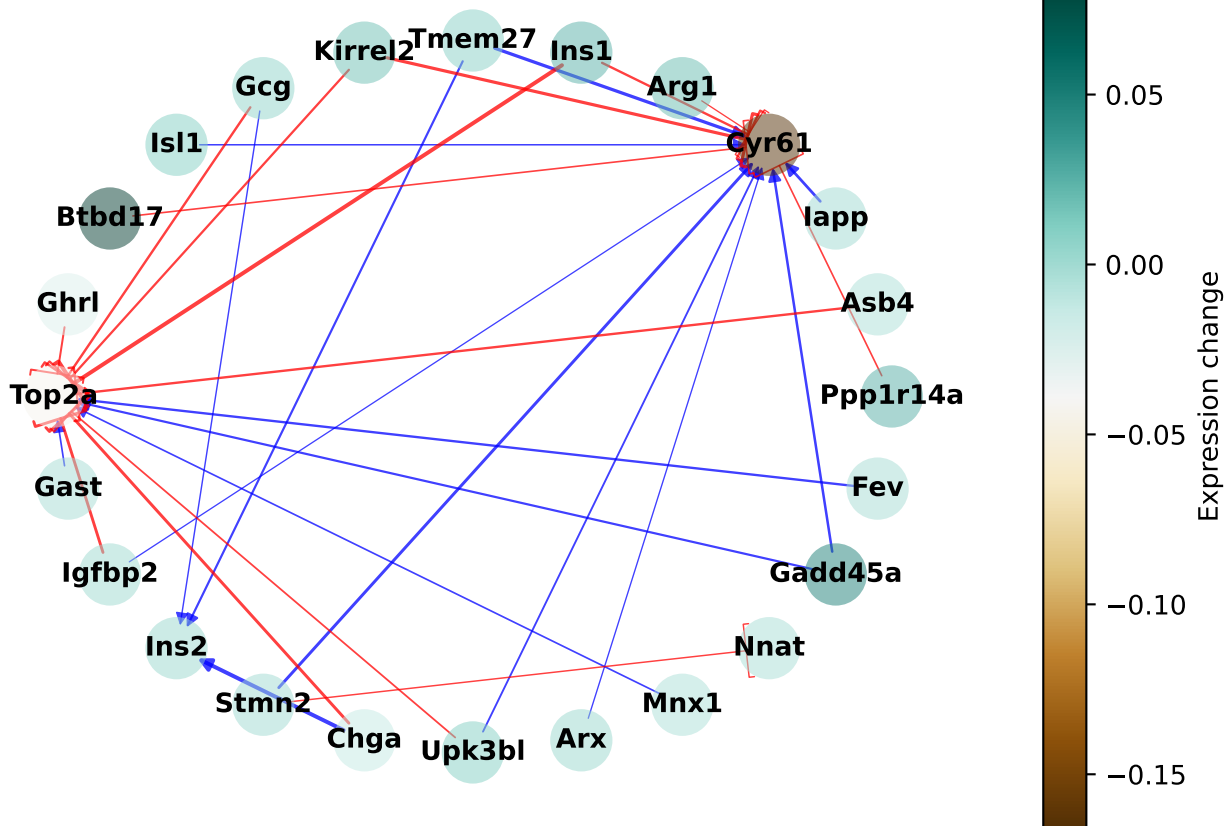 Tmem27
Kirrel2
Ins1
Gcg
Arg1
Isl1
Cyr61
Btbd17
Iapp
Ghrl
Asb4
Top2a
Ppp1r14a
Gast
Fev
Igfbp2
Gadd45a
Ins2
Nnat
Stmn2
Mnx1
Chga
Upk3bl
Arx
0.05
0.00
−0.05
−0.10
−0.15
Expression change